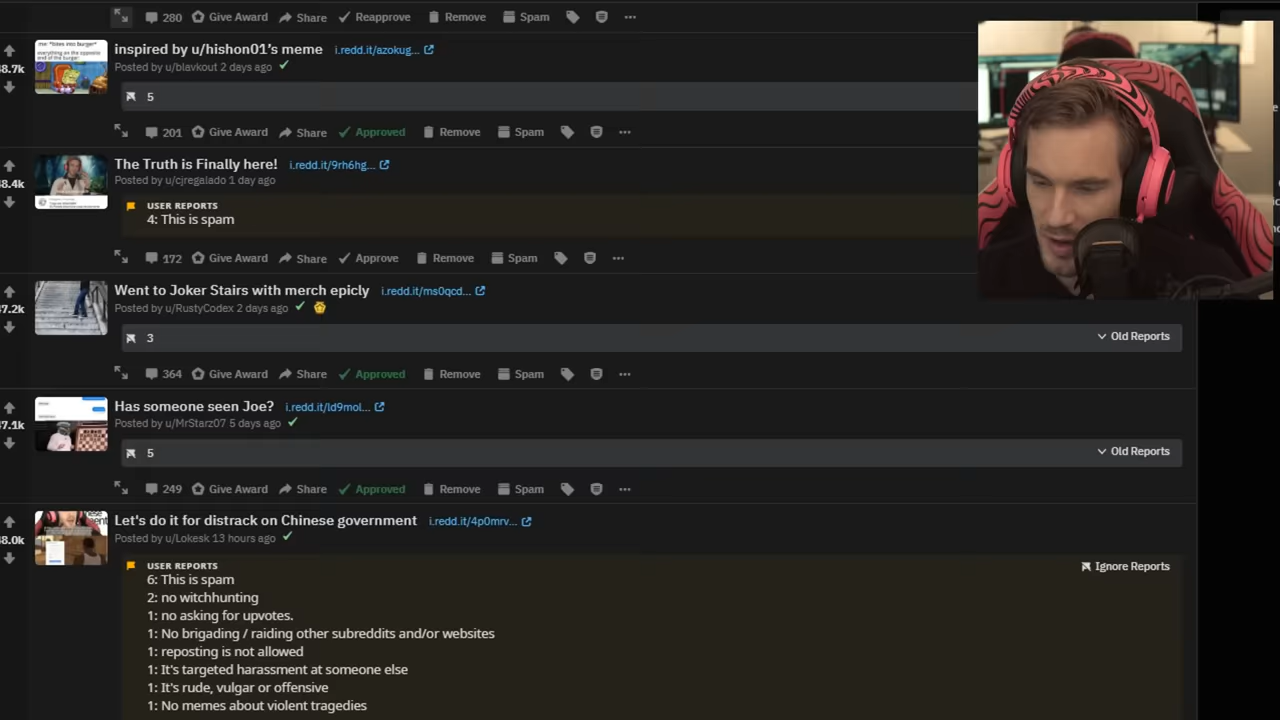 280 Give Award Share Reapprove Remove Spam
inspired by u/hishon01's meme i.redd.it/azokug...
8.7k
Posted by u/blavkout 2 days ago
5
201 Give Award Share Approved Remove Spam
The Truth is Finally here! i.redd.it/9rh6hg...
8.4k
Posted by u/cjregalado 1 day ago
USER REPORTS
4: This is spam
172 Give Award Share Approve Remove Spam
Went to Joker Stairs with merch epicly i.redd.it/ms0qcd...
7.2k
Posted by u/RustyCodex 2 days ago
3 Old Reports
364 Give Award Share Approved Remove Spam
Has someone seen Joe? i.redd.it/ld9mol...
7.1k
Posted by u/MrStarz07 5 days ago
5 Old Reports
249 Give Award Share Approved Remove Spam
Let's do it for distrack on Chinese government i.redd.it/4p0mrv...
8.0k
Posted by u/Lokesk 13 hours ago
USER REPORTS Ignore Reports
6: This is spam
2: no witchhunting
1: no asking for upvotes.
1: No brigading / raiding other subreddits and/or websites
1: reposting is not allowed
1: It's targeted harassment at someone else
1: It's rude, vulgar or offensive
1: No memes about violent tragedies